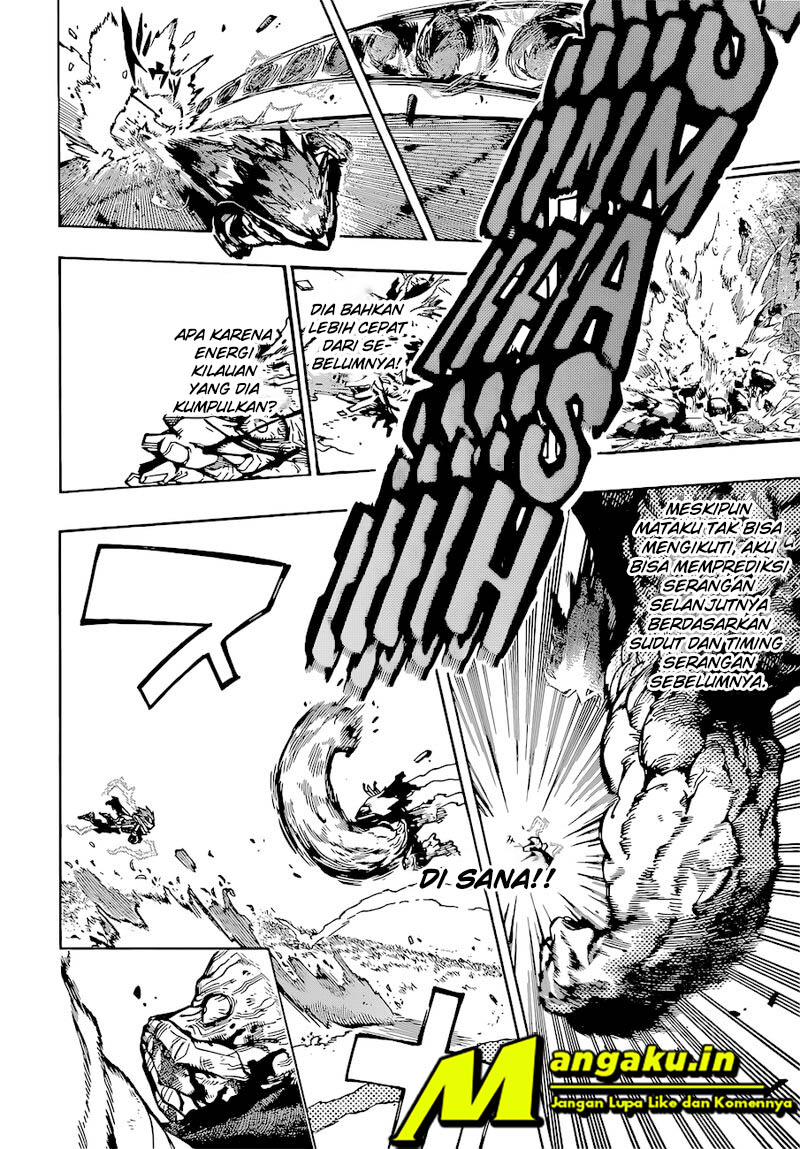 SMASH
DIA BAHKAN
LEBIH CEPAT
DARI SE-
BELUMNYA!
APA KARENA
ENERGI
KILAUAN
YANG DIA
KUMPULKAN?
MESKIPUN
MATAKU TAK BISA
MENGIKUTI, AKU
BISA MEMPREDIKSI
SERANGAN
SELANJUTNYA
BERDASARKAN
SUDUT DAN TIMING
SERANGAN
SEBELUMNYA.
ス
DI SANA!!
Mangaku.in
Jangan Lupa Like dan Komennya